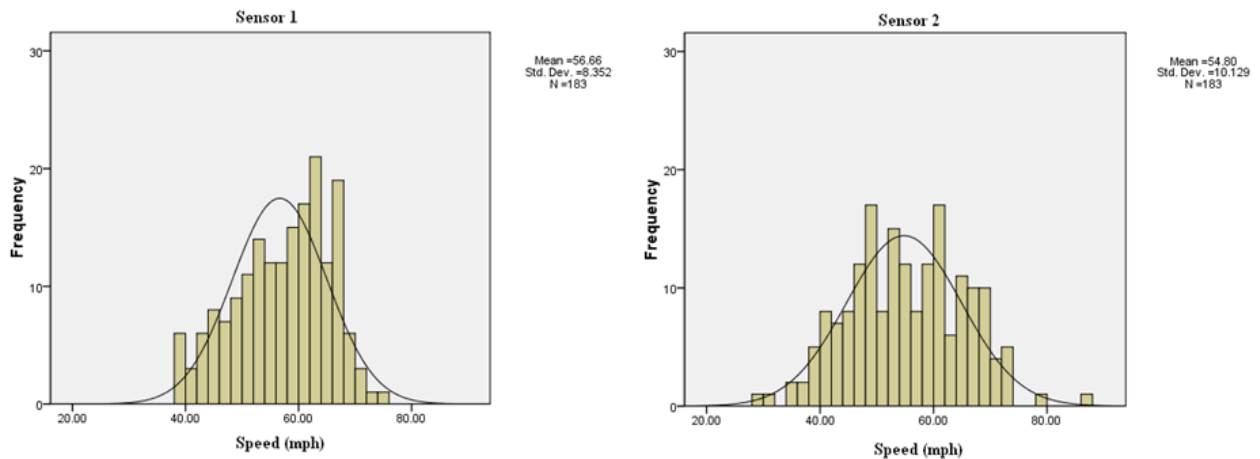 Sensor 1
Mean =56.66
Std. Dev. =8.352
N =183
30
20
10
0
Frequency
20.00 40.00 60.00 80.00
Speed (mph)
Sensor 2
Mean =54.80
Std. Dev. =10.129
N =183
30
20
10
0
Frequency
20.00 40.00 60.00 80.00
Speed (mph)